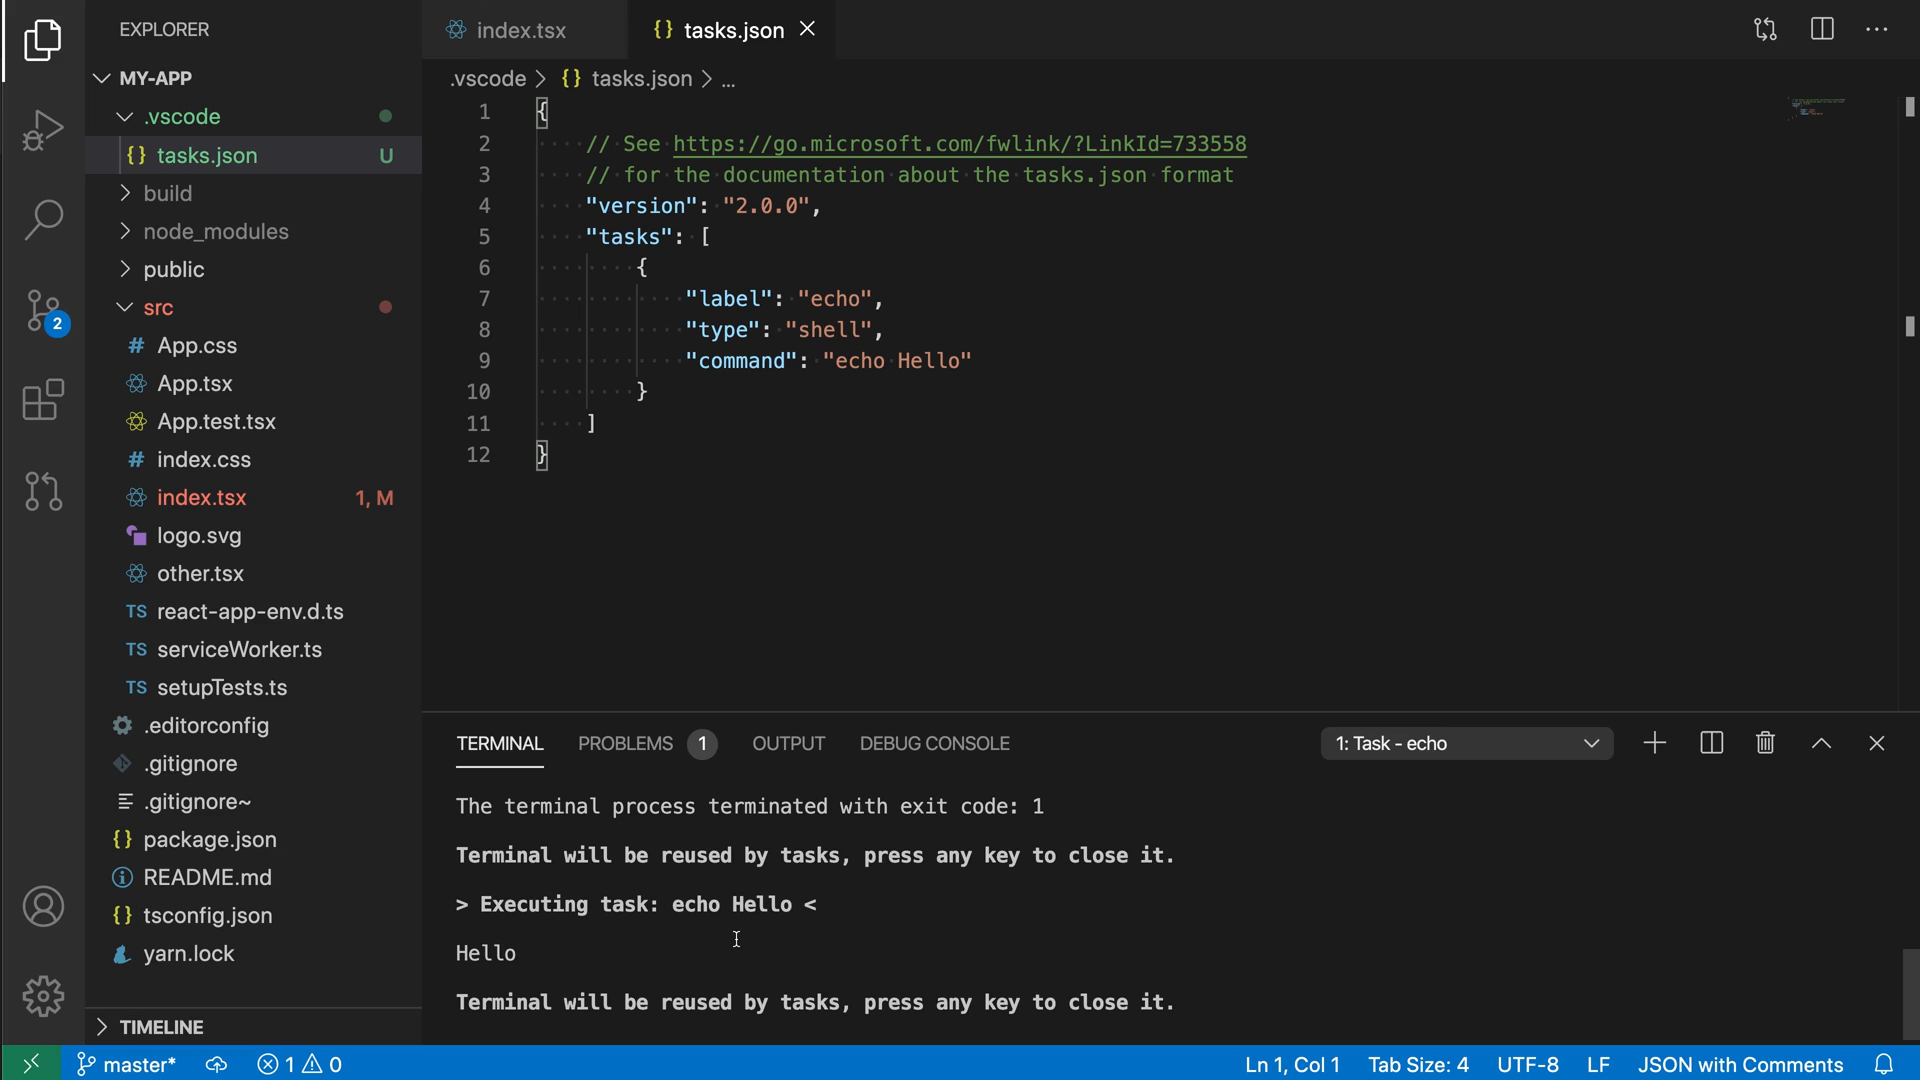 EXPLORER
MY-APP
.vscode
tasks.json U
build
node_modules
public
src
# App.css
App.tsx
App.test.tsx
# index.css
index.tsx 1, M
logo.svg
other.tsx
TS react-app-env.d.ts
TS serviceWorker.ts
TS setupTests.ts
.editorconfig
.gitignore
.gitignore~
{} package.json
README.md
{} tsconfig.json
yarn.lock
TIMELINE
2
index.tsx
{} tasks.json
.vscode > {} tasks.json > ...
1 {
2 // See https://go.microsoft.com/fwlink/?LinkId=733558
3 // for the documentation about the tasks.json format
4 "version": "2.0.0",
5 "tasks": [
6 {
7 "label": "echo",
8 "type": "shell",
9 "command": "echo Hello"
10 }
11 ]
12 }
TERMINAL PROBLEMS 1 OUTPUT DEBUG CONSOLE 1: Task - echo
The terminal process terminated with exit code: 1
Terminal will be reused by tasks, press any key to close it.
> Executing task: echo Hello <
Hello
Terminal will be reused by tasks, press any key to close it.
master* 1 0 Ln 1, Col 1 Tab Size: 4 UTF-8 LF JSON with Comments